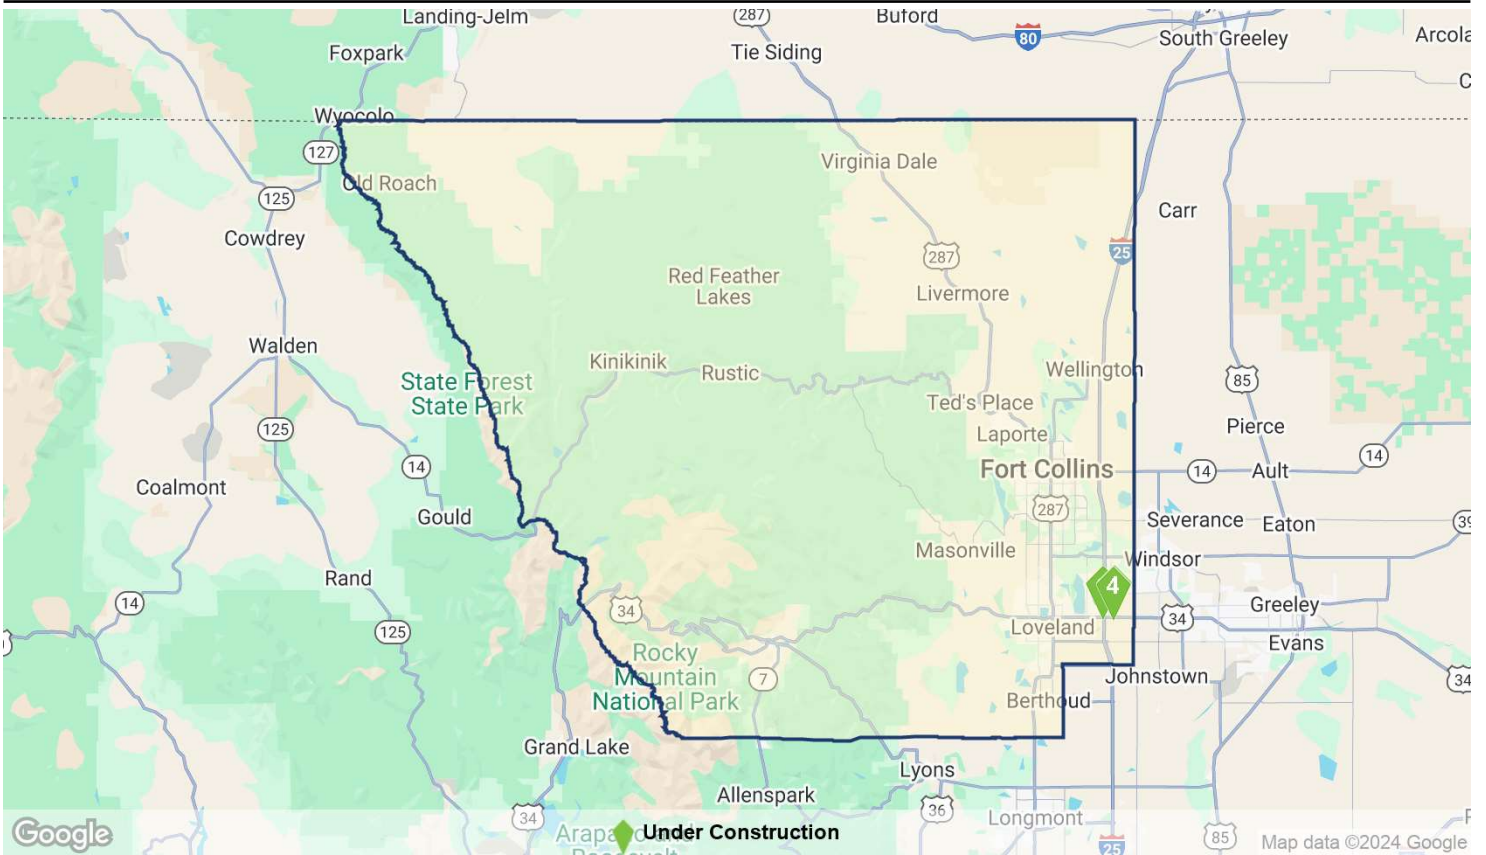 Landing-Jelm
287
Buford
80
South Greeley
Arcola
Foxpark
Tie Siding
Wyocolo
127
Virginia Dale
Old Roach
125
Carr
Cowdrey
287
25
Red Feather
Lakes
Livermore
Walden
Kinikinik
Rustic
Wellington
85
State Forest
State Park
Ted's Place
125
Laporte
Pierce
14
14
Fort Collins
14
Ault
Coalmont
287
Gould
Severance
Eaton
39
Masonville
Windsor
Rand
4
14
34
Greeley
34
125
Loveland
Evans
Rocky
Mountain
National Park
7
Johnstown
34
Berthoud
Grand Lake
Lyons
Allenspark
36
34
Longmont
Under Construction
Google
85
25
Map data ©2024 Google